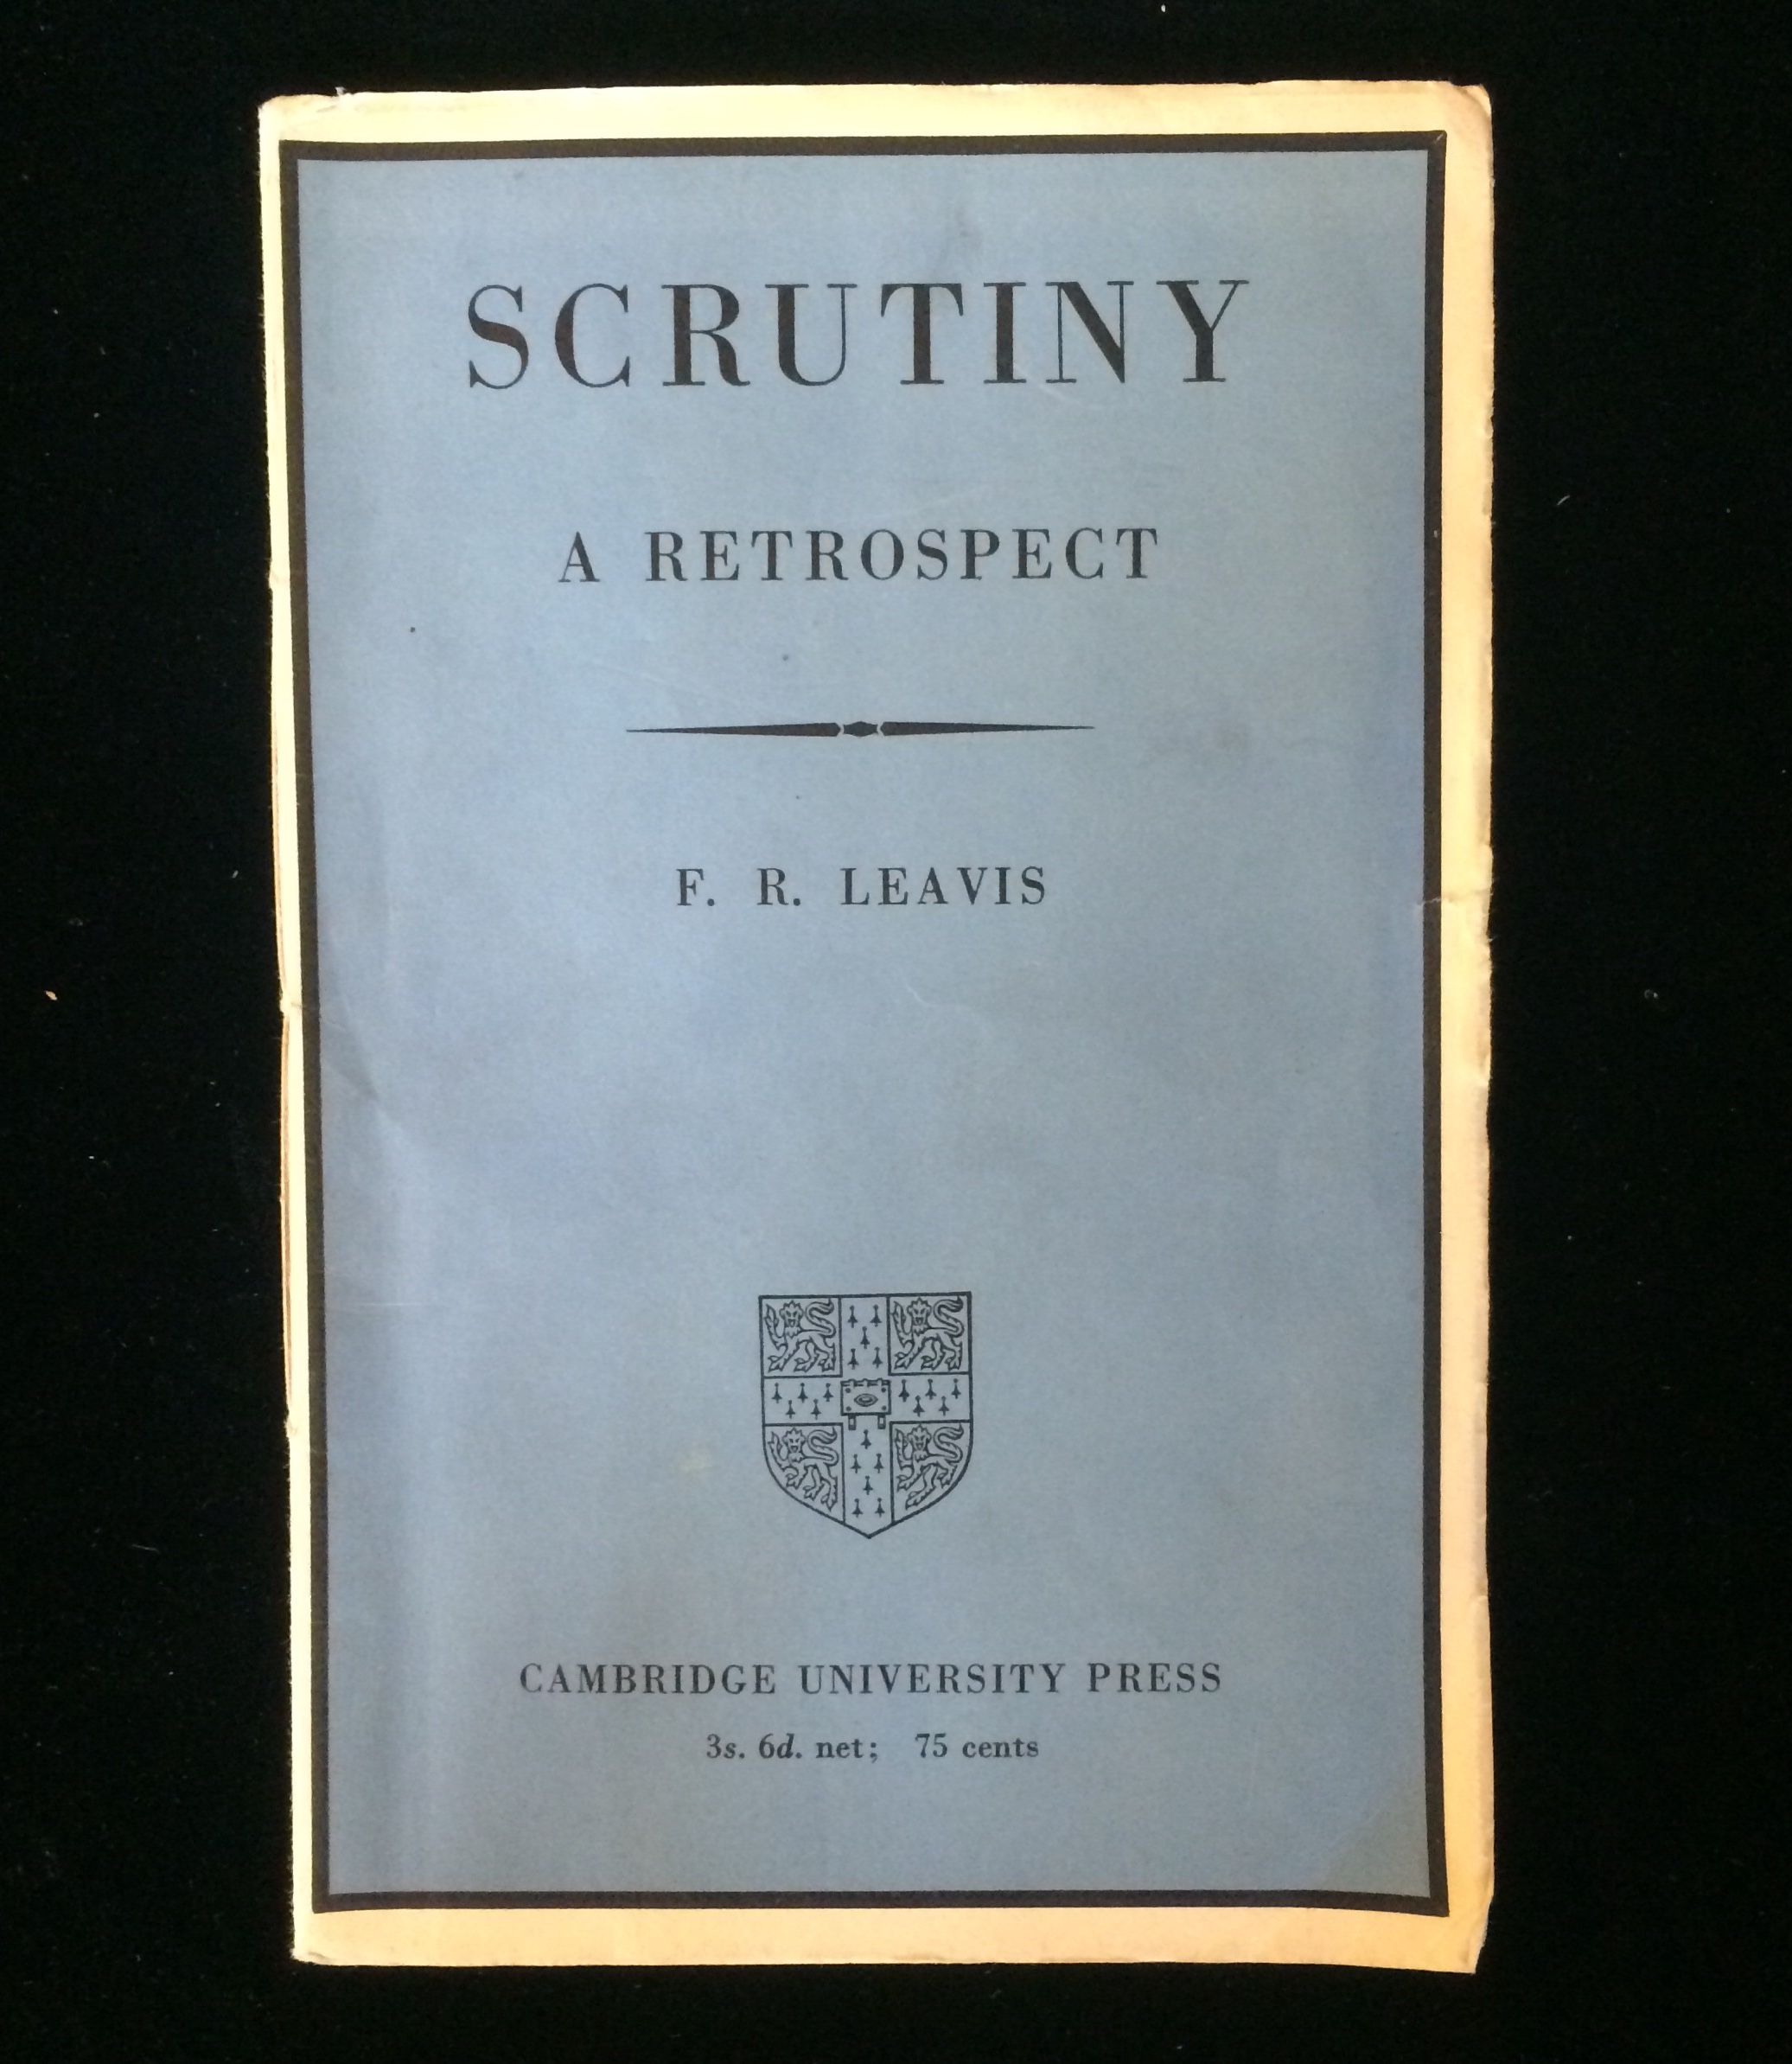 SCRUTINY
A RETROSPECT
F. R. LEAVIS
CAMBRIDGE UNIVERSITY PRESS
3s. 6d. net; 75 cents